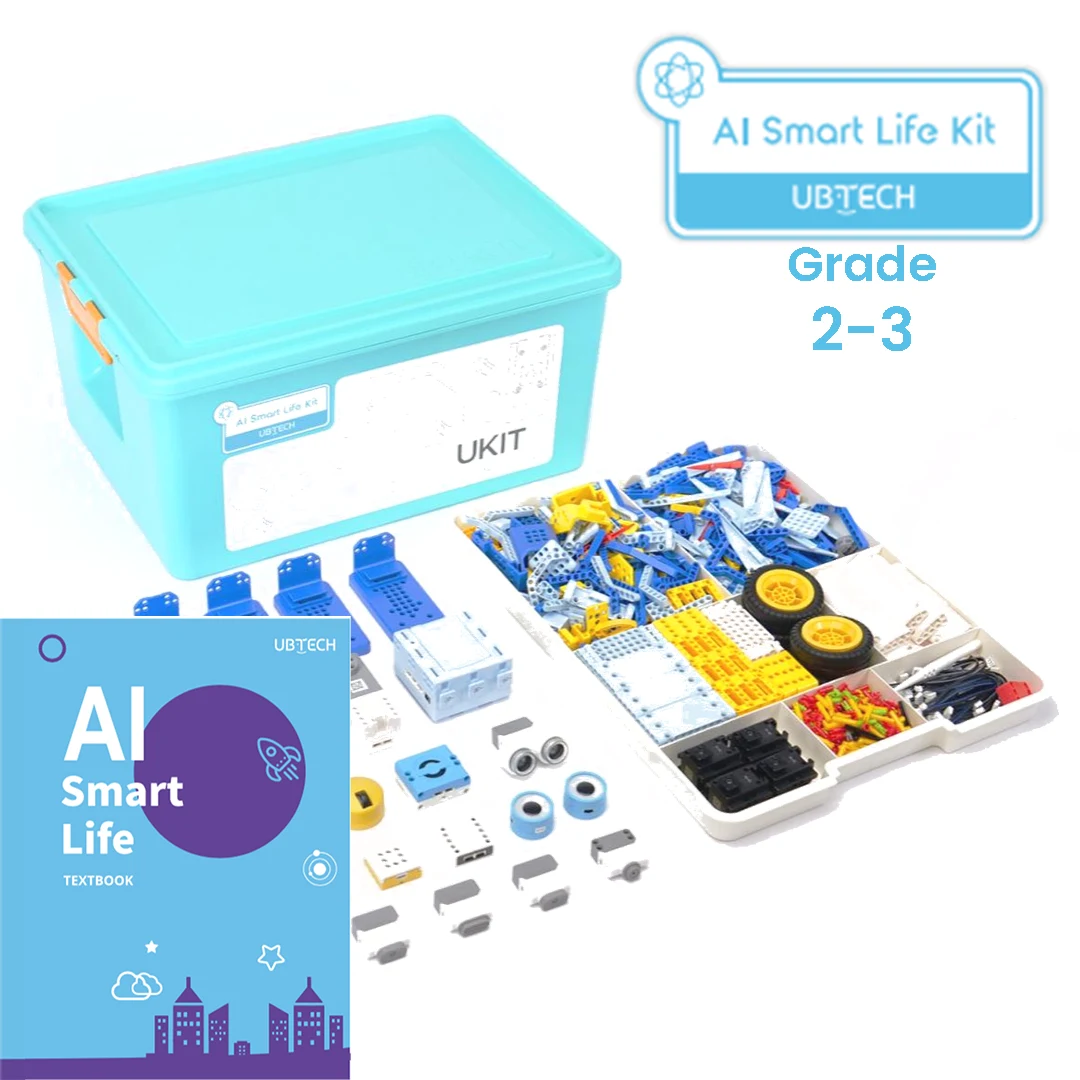 AI Smart Life Kit
UBTECH
Grade
2-3
AI Smart Life Kit
UBTECH
UKIT
UBTECH
AI
Smart
Life
TEXTBOOK